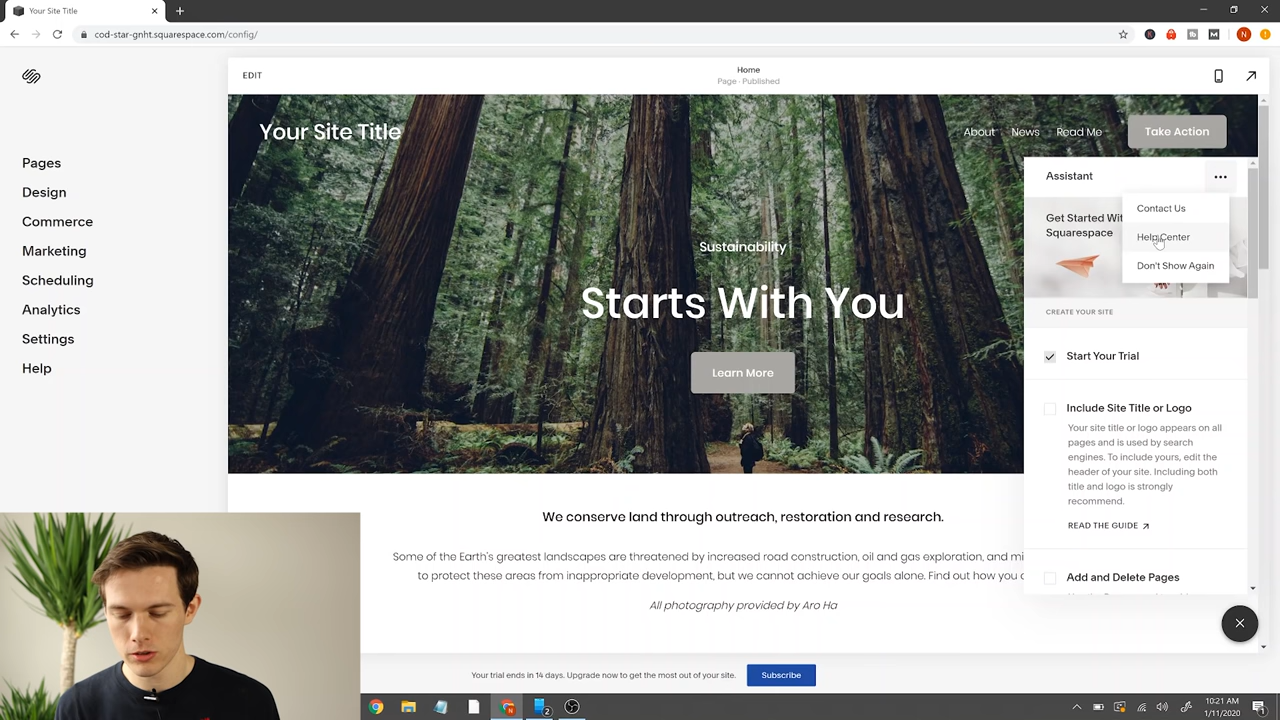 Your Site Title
cod-star-gnht.squarespace.com/config/
N
EDIT
Home
Page · Published
Pages
Design
Commerce
Marketing
Scheduling
Analytics
Settings
Help
Your Site Title
About News Read Me Take Action
Sustainability
Starts With You
Learn More
We conserve land through outreach, restoration and research.
Some of the Earth's greatest landscapes are threatened by increased road construction, oil and gas exploration, and
to protect these areas from inappropriate development, but we cannot achieve our goals alone. Find out how you
All photography provided by Aro Ha
Assistant
Contact Us
Help Center
Don't Show Again
Get Started
Squarespace
CREATE YOUR SITE
Start Your Trial
Include Site Title or Logo
Your site title or logo appears on all
pages and is used by search
engines. To include yours, edit the
header of your site. Including both
title and logo is strongly
recommend.
READ THE GUIDE
Add and Delete Pages
Your trial ends in 14 days. Upgrade now to get the most out of your site.
Subscribe
2
10:21 AM
1/11/2020